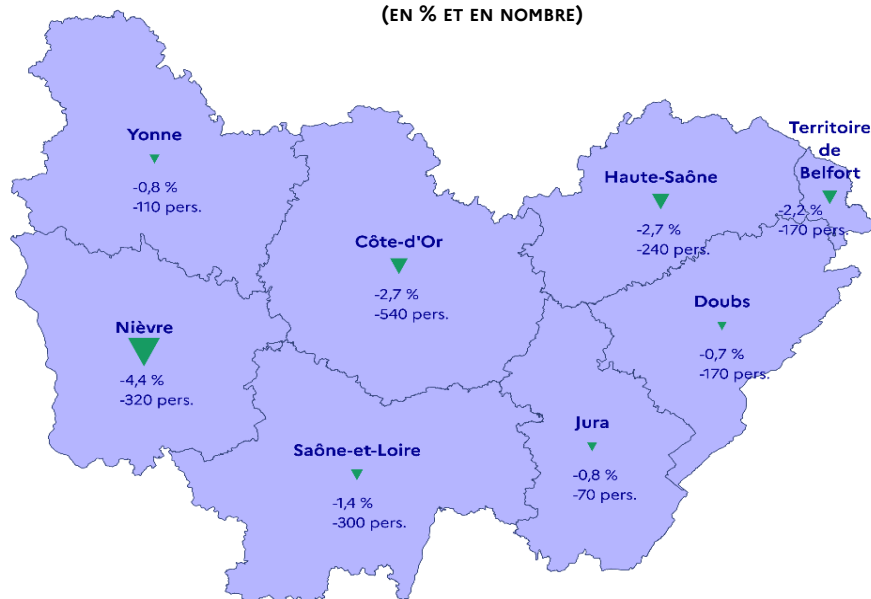 (EN % ET EN NOMBRE)
Yonne
-0,8 %
-110 pers.
Territoire
de
Belfort
-2,2 %
-170 pers.
Haute-Saône
-2,7 %
-240 pers.
Côte-d'Or
-2,7 %
-540 pers.
Nièvre
-4,4 %
-320 pers.
Doubs
-0,7 %
-170 pers.
Jura
-0,8 %
-70 pers.
Saône-et-Loire
-1,4 %
-300 pers.